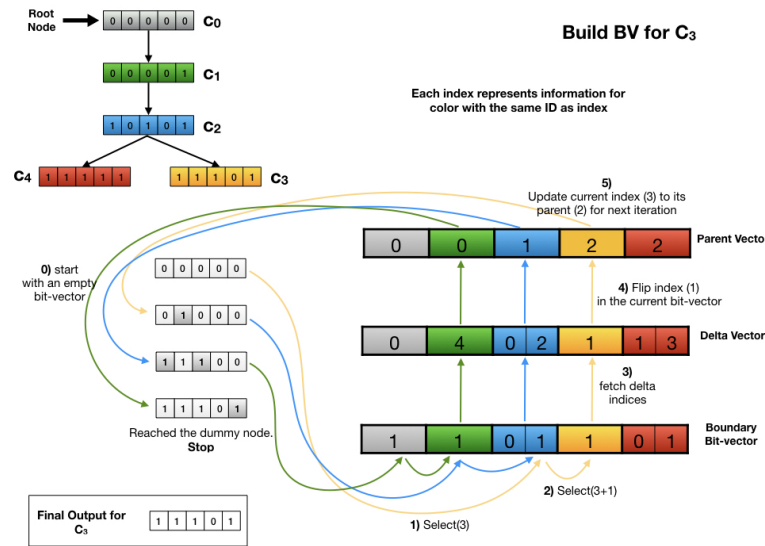 Root
Node
0 0 0 0 0 C0
Build BV for C3
0 0 0 0 1 C1
Each index represents information for
color with the same ID as index
1 0 1 0 1 C2
C4 1 1 1 1 1
1 1 1 0 1 C3
5)
Update current index (3) to its
parent (2) for next iteration
0 0 1 2 2 Parent Vecto
0) start
with an empty
bit-vector
0 0 0 0 0
0 1 0 0 0
1 1 1 0 0
1 1 1 0 1
4) Flip index (1)
in the current bit-vector
0 4 0 2 1 1 3 Delta Vector
3)
fetch delta
indices
Reached the dummy node.
Stop
1 1 0 1 1 0 1 Boundary
Bit-vector
2) Select(3+1)
1) Select(3)
Final Output for
C3
1 1 1 0 1